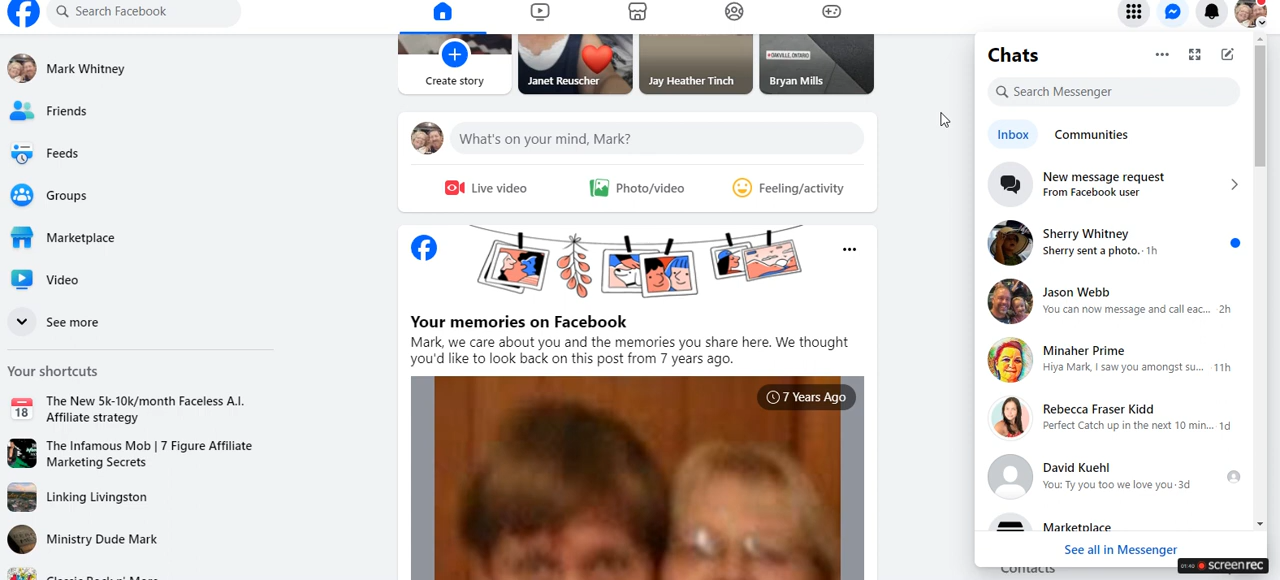 Search Facebook
Mark Whitney
Friends
Feeds
Groups
Marketplace
Video
See more
Your shortcuts
18
The New 5k-10k/month Faceless A.I.
Affiliate strategy
The Infamous Mob | 7 Figure Affiliate
Marketing Secrets
Linking Livingston
Ministry Dude Mark
Create story
Janet Reuscher
Jay Heather Tinch
OAKVILLE, ONTARIO
Bryan Mills
What's on your mind, Mark?
Live video
Photo/video
Feeling/activity
Your memories on Facebook
Mark, we care about you and the memories you share here. We thought
you'd like to look back on this post from 7 years ago.
7 Years Ago
Chats
Search Messenger
Inbox
Communities
New message request
From Facebook user
Sherry Whitney
Sherry sent a photo. · 1h
Jason Webb
You can now message and call eac... 2h
Minaher Prime
Hiya Mark, I saw you amongst su... 11h
Rebecca Fraser Kidd
Perfect Catch up in the next 10 min... 1d
David Kuehl
You: Ty you too we love you · 3d
Marketplace
See all in Messenger
Contacts
screenrec